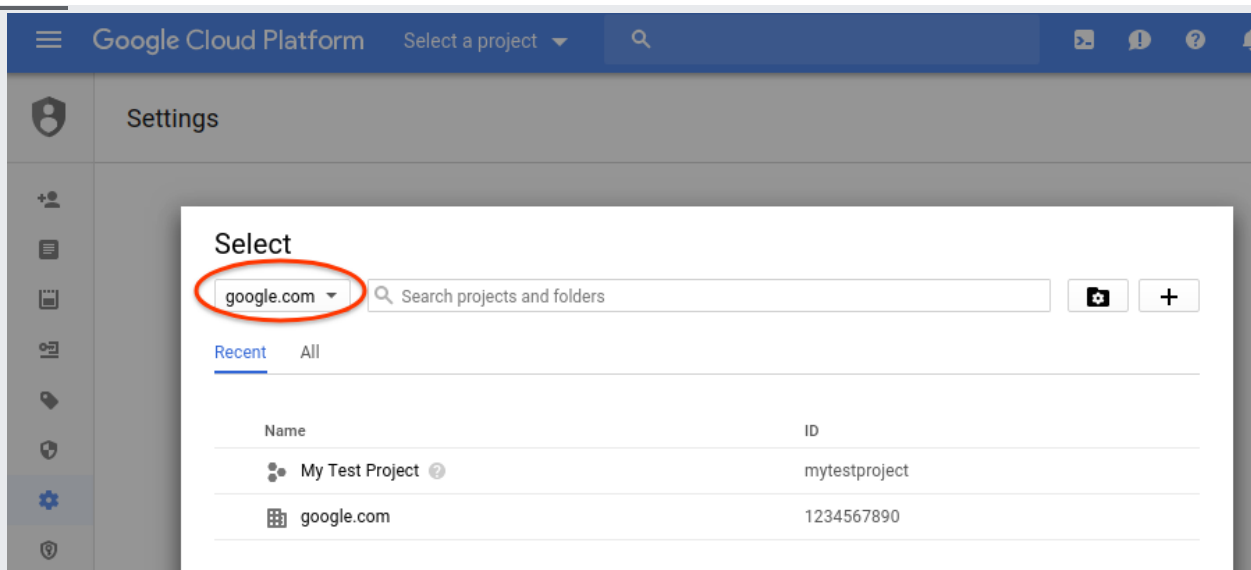 Google Cloud Platform Select a project
Settings
Select
google.com Search projects and folders
Recent All
Name ID
My Test Project mytestproject
google.com 1234567890